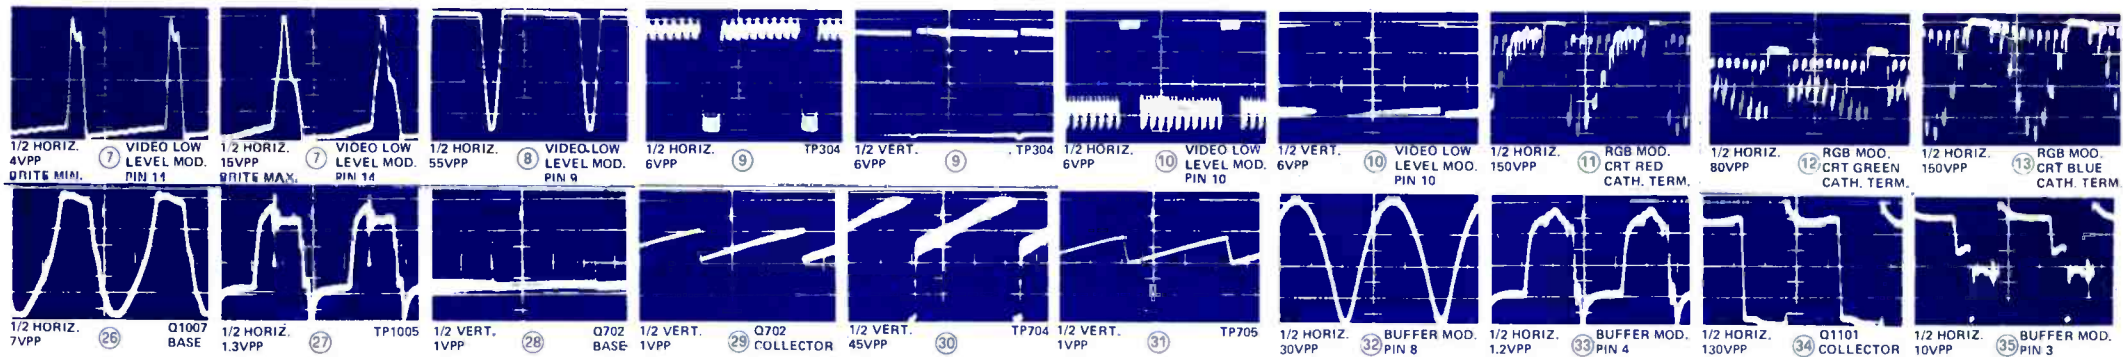 1/2 HORIZ. 4VPP BRITE MIN. 7 VIDEO LOW LEVEL MOD. PIN 11
1/2 HORIZ. 15VPP BRITE MAX. 7 VIDEO LOW LEVEL MOD. PIN 14
1/2 HORIZ. 55VPP 8 VIDEO LOW LEVEL MOD. PIN 9
1/2 HORIZ. 6VPP 9 TP304
1/2 VERT. 6VPP 9 TP304
1/2 HORIZ. 6VPP 10 VIDEO LOW LEVEL MOD. PIN 10
1/2 VERT. 6VPP 10 VIDEO LOW LEVEL MOD. PIN 10
1/2 HORIZ. 150VPP 11 RGB MOD. CRT RED CATH. TERM.
1/2 HORIZ. 80VPP 12 RGB MOD. CRT GREEN CATH. TERM.
1/2 HORIZ. 150VPP 13 RGB MOD. CRT BLUE CATH. TERM.
1/2 HORIZ. 7VPP 26 Q1007 BASE
1/2 HORIZ. 1.3VPP 27 TP1005
1/2 VERT. 1VPP 28 Q702 BASE
1/2 VERT. 1VPP 29 Q702 COLLECTOR
1/2 VERT. 45VPP 30 TP704
1/2 VERT. 1VPP 31 TP705
1/2 HORIZ. 30VPP 32 BUFFER MOD. PIN 8
1/2 HORIZ. 1.2VPP 33 BUFFER MOD. PIN 4
1/2 HORIZ. 130VPP 34 Q1101 COLLECTOR
1/2 HORIZ. 10VPP 35 BUFFER MOD. PIN 3